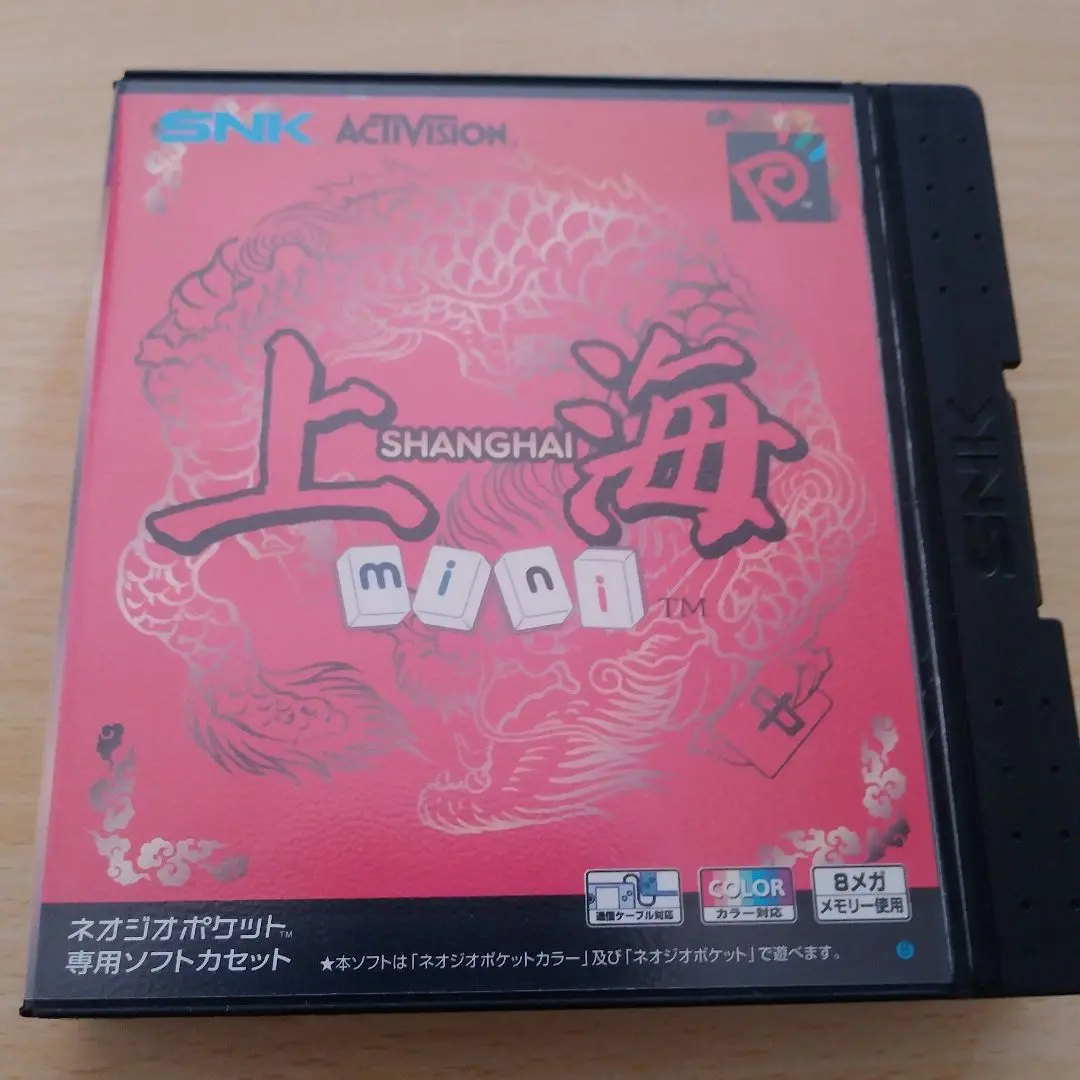 SNK ACTIVISION®
上海
SHANGHAI
mini TM
SNK
通信ケーブル対応
COLOR
カラー対応
8メガ
メモリー使用
ネオジオポケット™
専用ソフトカセット
★本ソフトは「ネオジオポケットカラー」及び「ネオジオポケット」で遊べます。